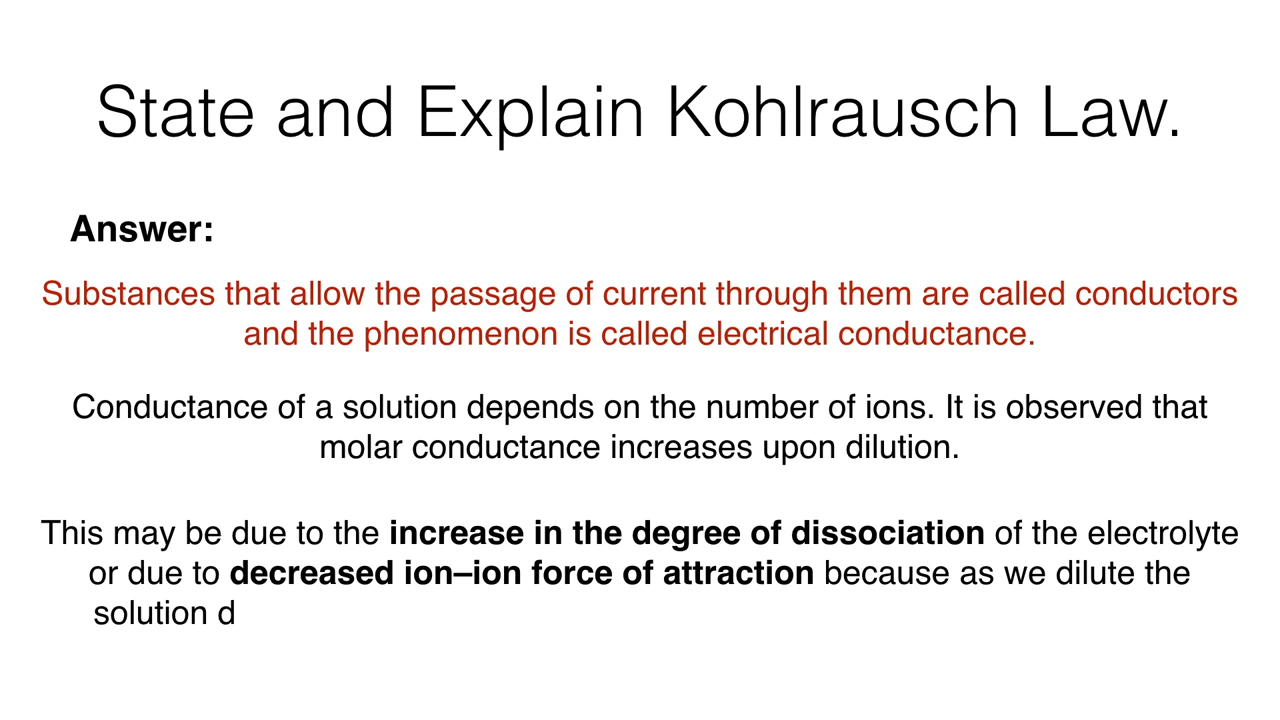 State and Explain Kohlrausch Law.
Answer:
Substances that allow the passage of current through them are called conductors
and the phenomenon is called electrical conductance.
Conductance of a solution depends on the number of ions. It is observed that
molar conductance increases upon dilution.
This may be due to the increase in the degree of dissociation of the electrolyte
or due to decreased ion–ion force of attraction because as we dilute the
solution d